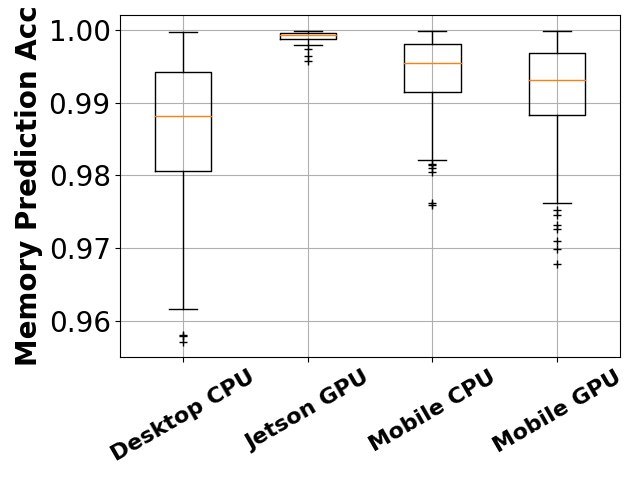 Memory Prediction Acc
1.00
0.99
0.98
0.97
0.96
Desktop CPU
Jetson GPU
Mobile CPU
Mobile GPU